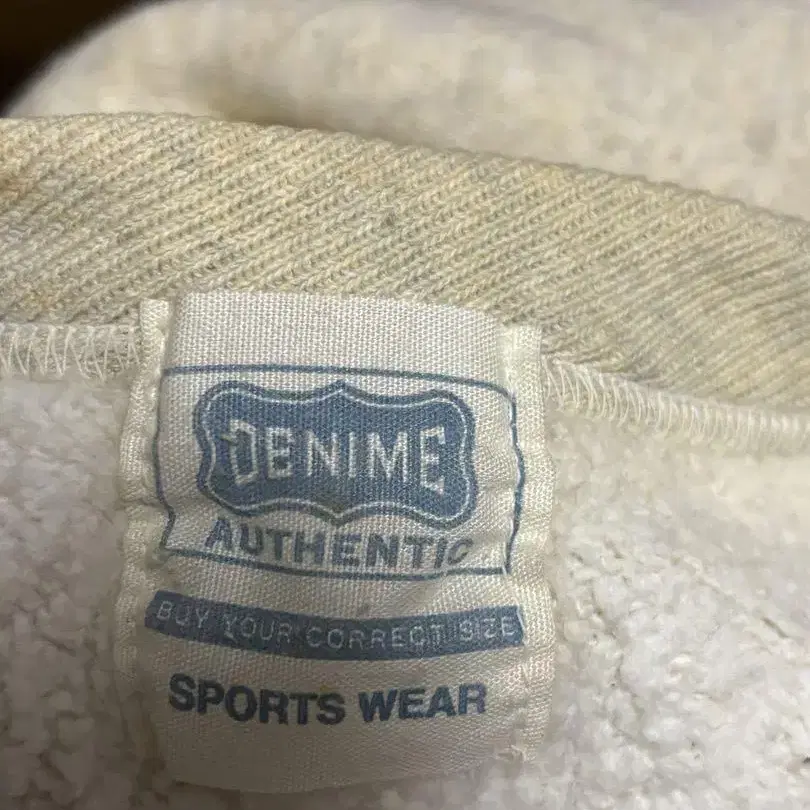 DENIME
AUTHENTIC
BUY YOUR CORRECT SIZE
SPORTS WEAR